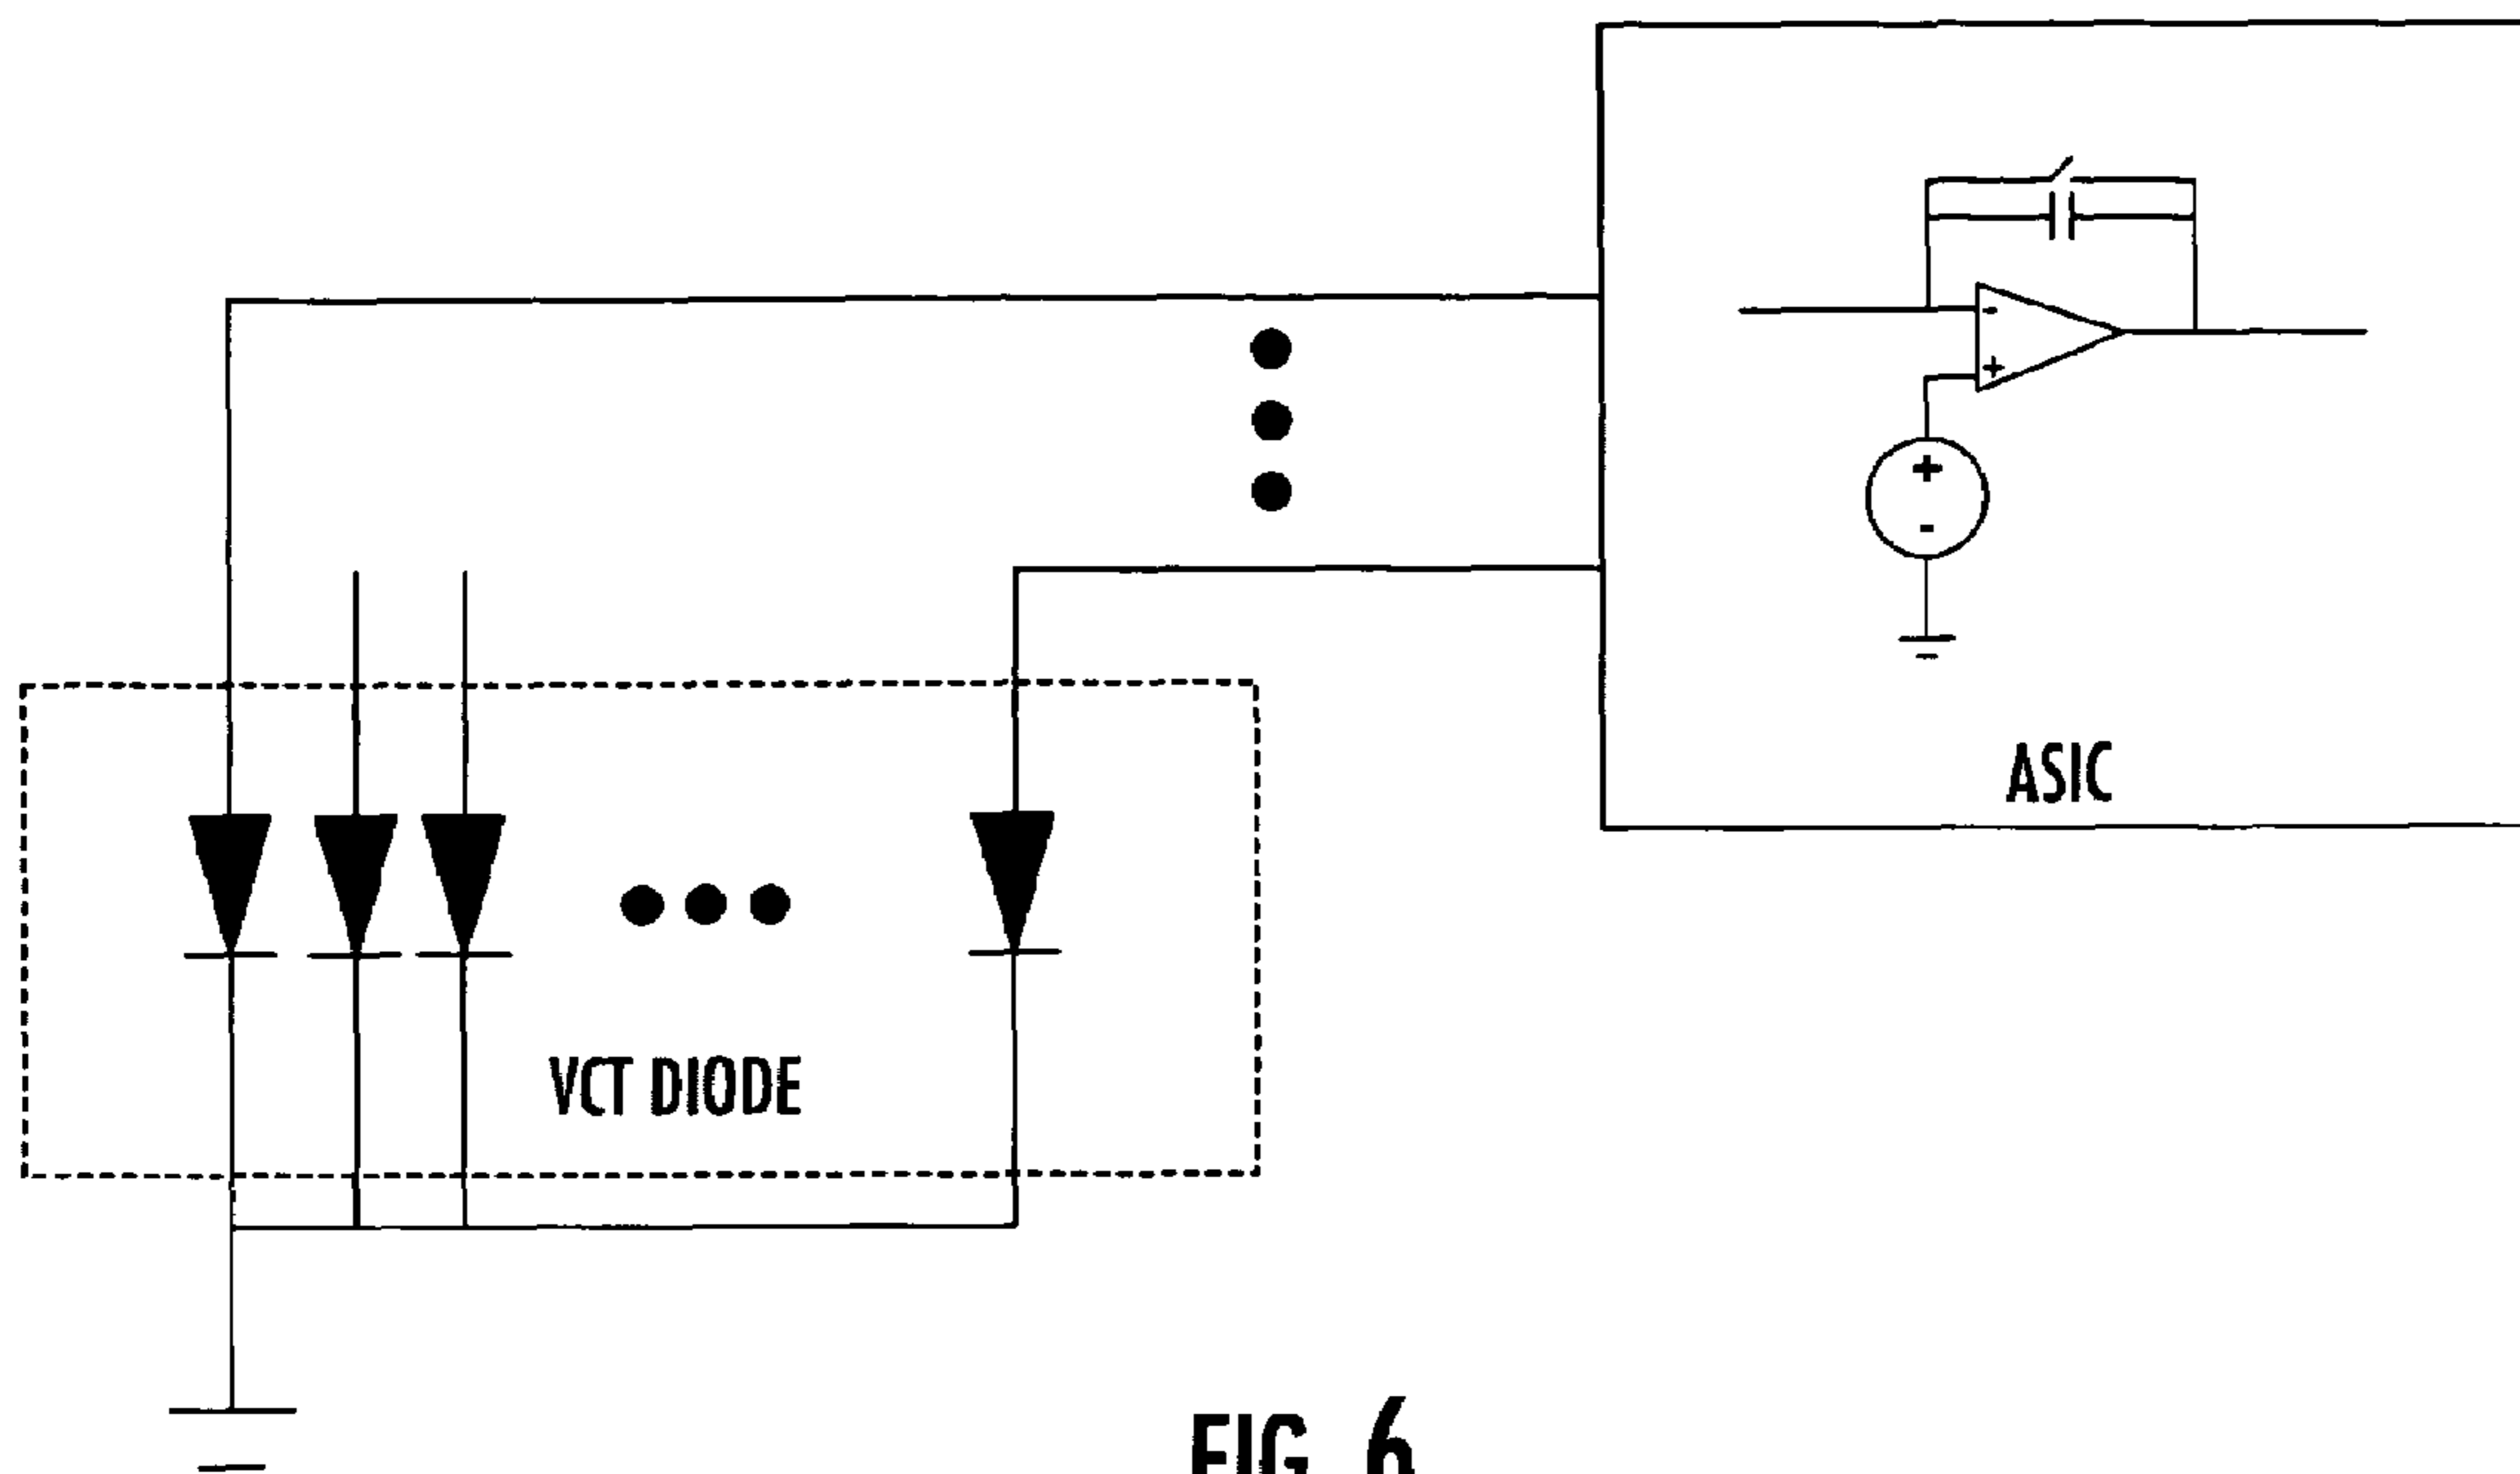 -
+
+
-
ASIC
VCT DIODE
FIG. 6